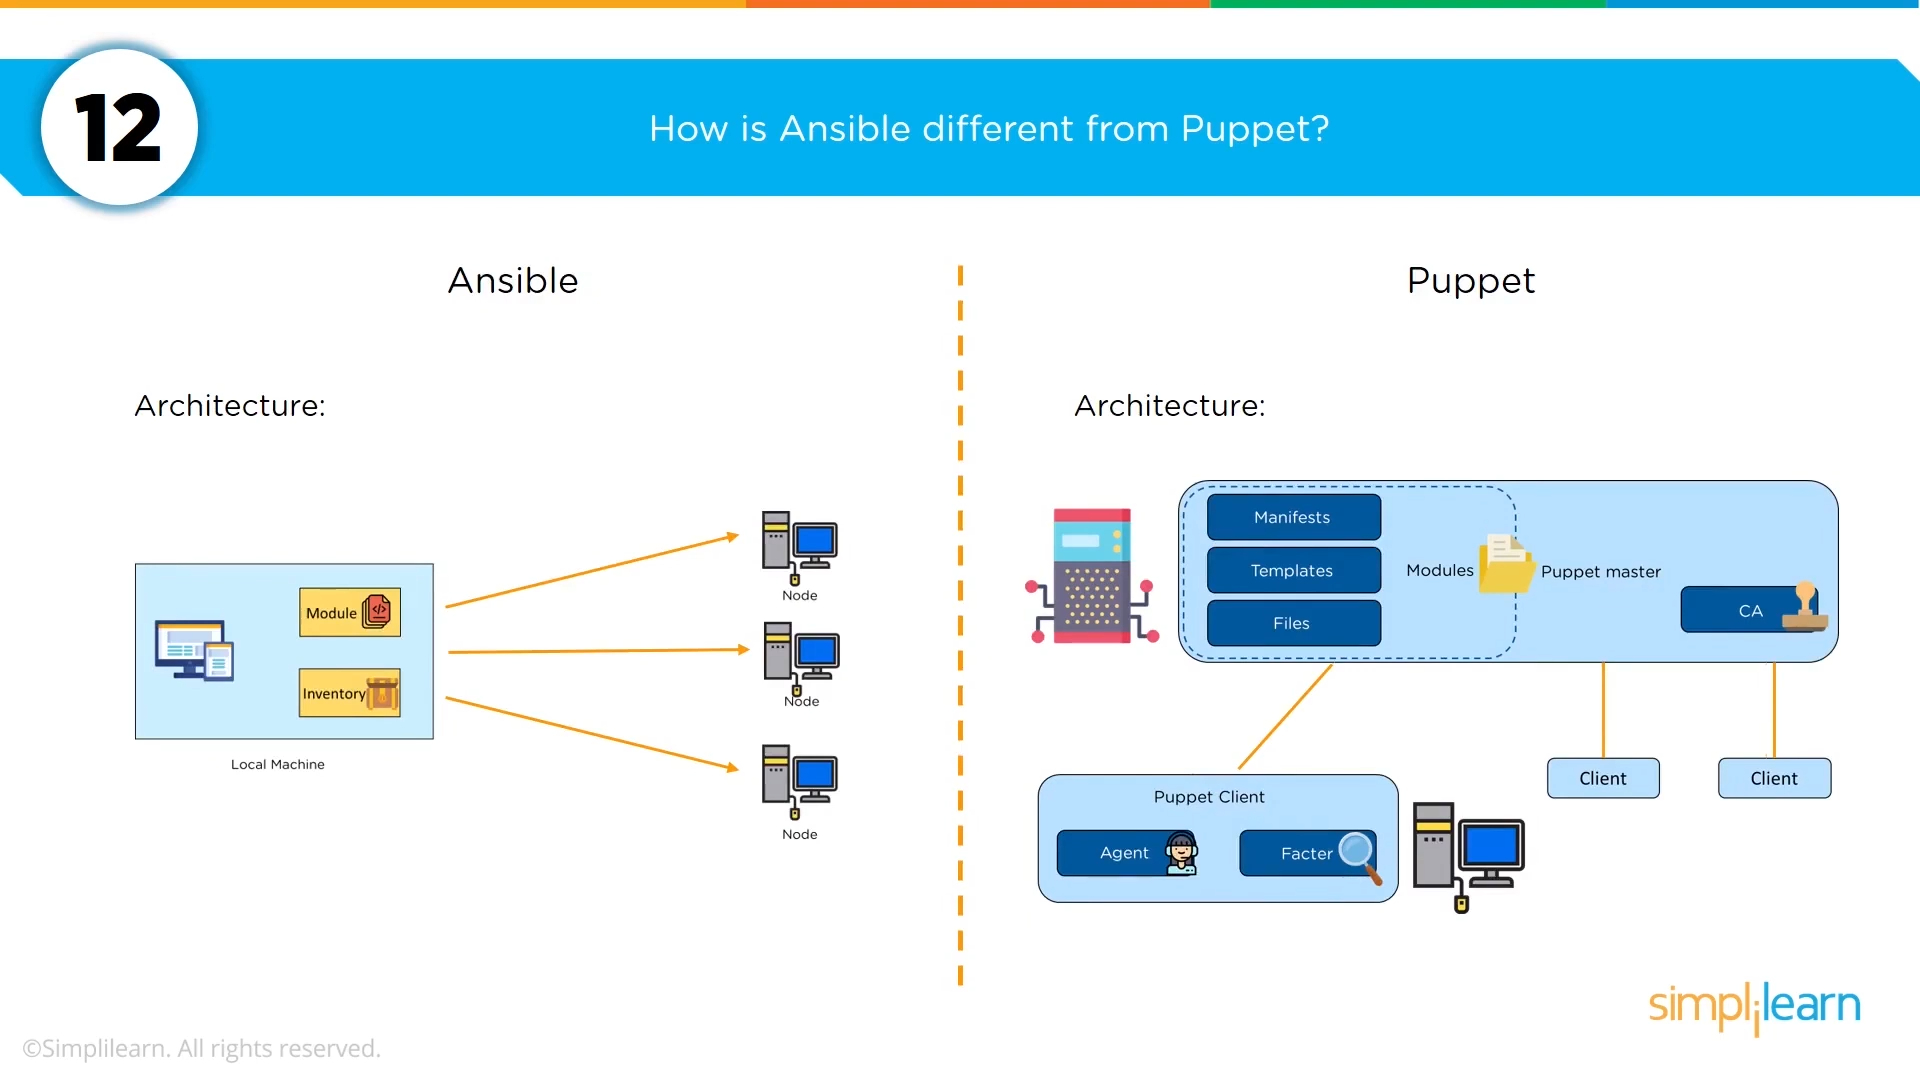 12
How is Ansible different from Puppet?
Ansible
Architecture:
Module
Inventory
Local Machine
Node
Node
Node
Puppet
Architecture:
Manifests
Templates
Files
Modules
Puppet master
CA
Puppet Client
Agent
Facter
Client
Client
simplilearn
©Simplilearn. All rights reserved.